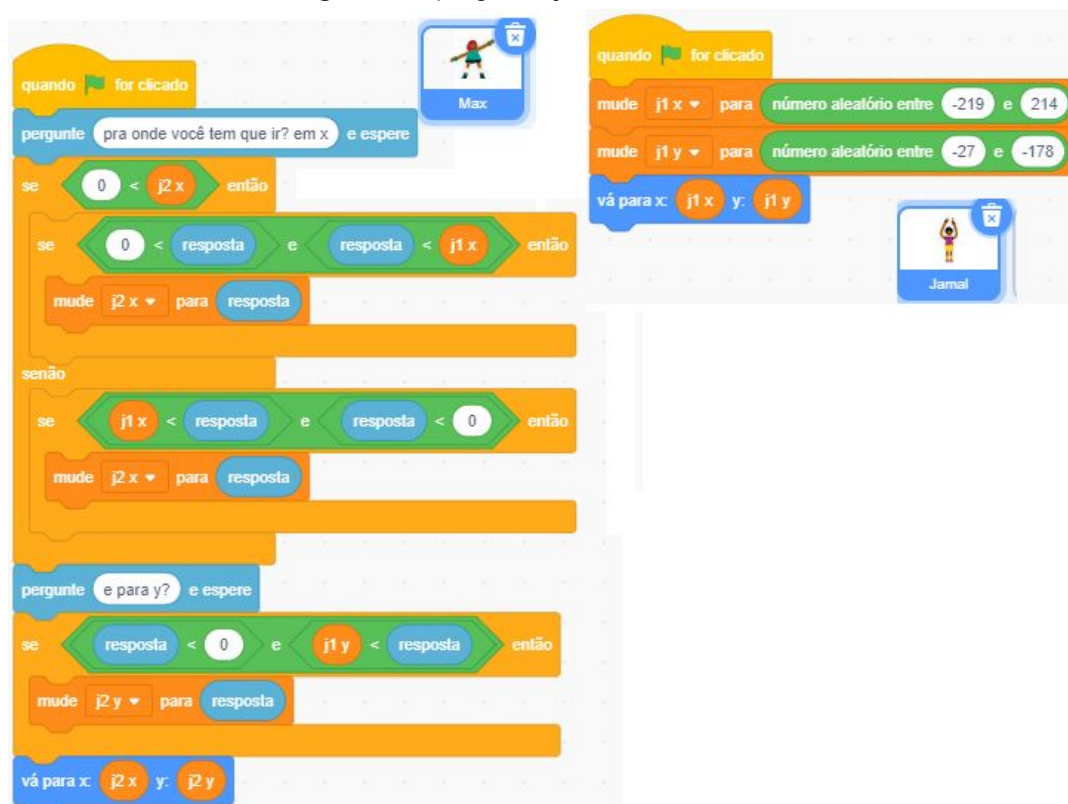 quando for clicado
pergunte pra onde você tem que ir? em x e espere
se 0 < j2 x então
se 0 < resposta e resposta < j1 x então
mude j2 x para resposta
senão
se j1 x < resposta e resposta < 0 então
mude j2 x para resposta
pergunte e para y? e espere
se resposta < 0 e j1 y < resposta então
mude j2 y para resposta
vá para x: j2 x y: j2 y
Max
quando for clicado
mude j1 x para número aleatório entre -219 e 214
mude j1 y para número aleatório entre -27 e -178
vá para x: j1 x y: j1 y
Jamal